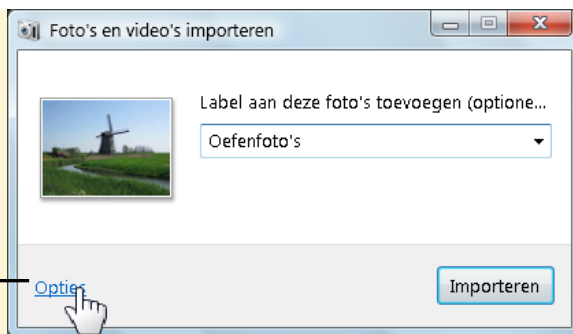 Foto's en video's importeren
Label aan deze foto's toevoegen (optione...
Oefenfoto's
Opties
Importeren